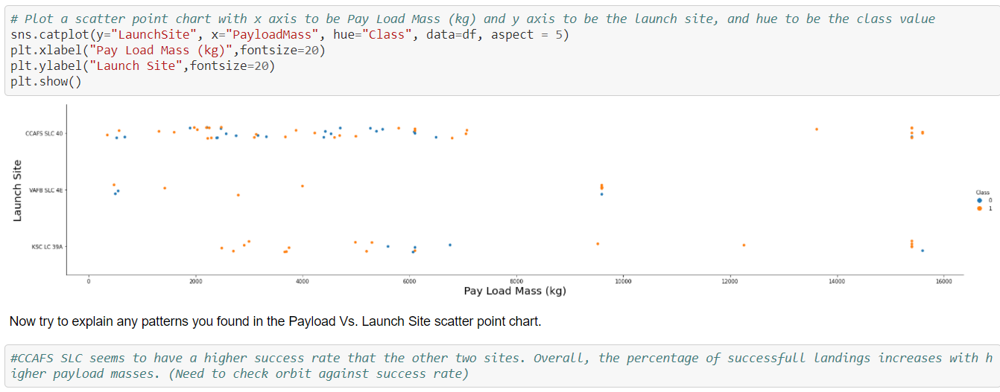 # Plot a scatter point chart with x axis to be Pay Load Mass (kg) and y axis to be the launch site, and hue to be the class value
sns.catplot(y="LaunchSite", x="PayloadMass", hue="Class", data=df, aspect = 5)
plt.xlabel("Pay Load Mass (kg)",fontsize=20)
plt.ylabel("Launch Site",fontsize=20)
plt.show()
Launch Site
CCAFS SLC 40
VAFB SLC 4E
KSC LC 39A
Class
0
1
0 2000 4000 6000 8000 10000 12000 14000 16000
Pay Load Mass (kg)
Now try to explain any patterns you found in the Payload Vs. Launch Site scatter point chart.
#CCAFS SLC seems to have a higher success rate that the other two sites. Overall, the percentage of successfull landings increases with h
igher payload masses. (Need to check orbit against success rate)